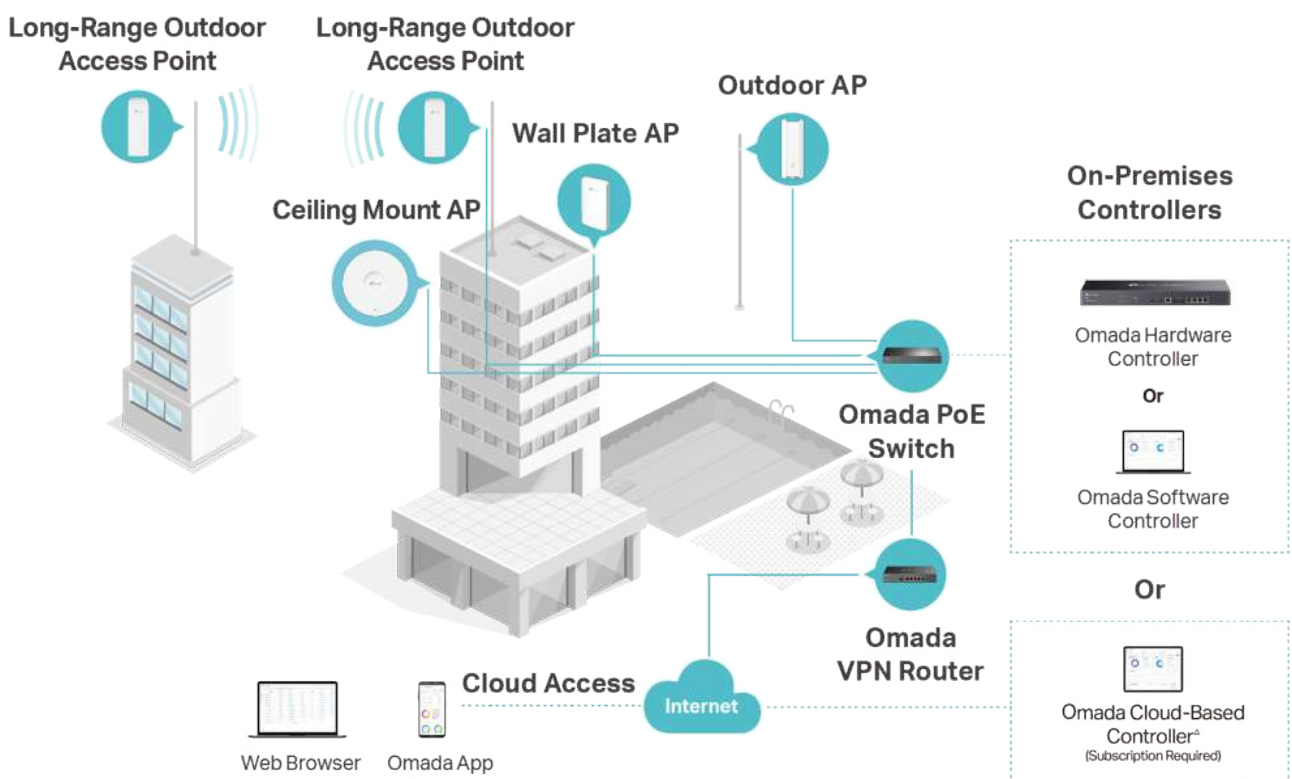 Long-Range Outdoor
Access Point
Long-Range Outdoor
Access Point
Outdoor AP
Wall Plate AP
Ceiling Mount AP
On-Premises
Controllers
Omada Hardware
Controller
Or
Omada Software
Controller
Omada PoE
Switch
Or
Omada
VPN Router
Cloud Access
Internet
Omada Cloud-Based
Controller△
(Subscription Required)
Web Browser
Omada App